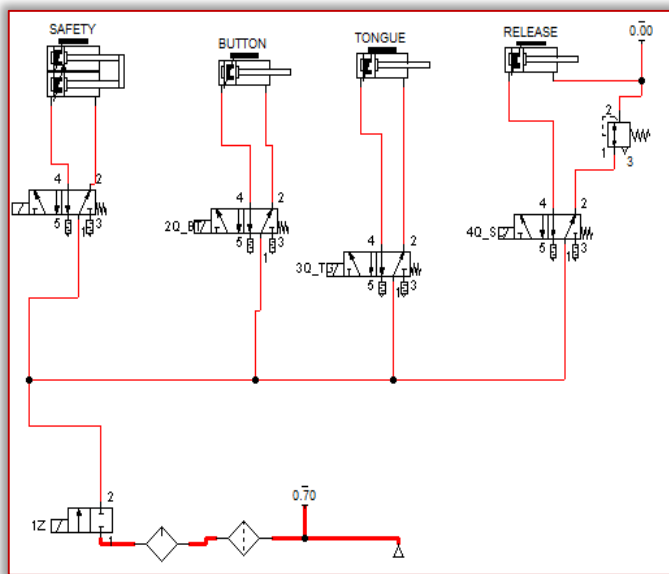 SAFETY
BUTTON
TONGUE
RELEASE
0.00
2
1
3
4 2
5 1 3
2Q_B
4 2
5 1 3
3Q_T
4 2
5 1 3
4Q_S
4 2
5 1 3
1Z
2
1
0.70